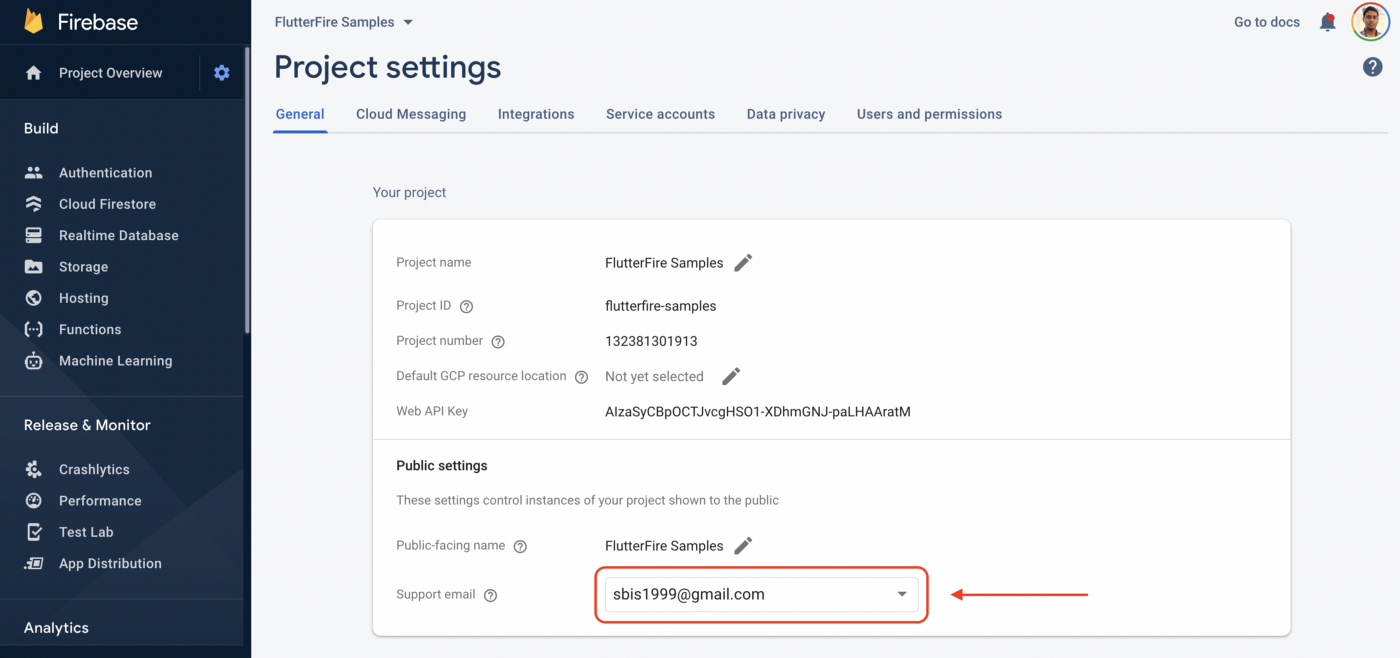 Firebase
Project Overview
Build
Authentication
Cloud Firestore
Realtime Database
Storage
Hosting
Functions
Machine Learning
Release & Monitor
Crashlytics
Performance
Test Lab
App Distribution
Analytics
FlutterFire Samples
Go to docs
Project settings
General Cloud Messaging Integrations Service accounts Data privacy Users and permissions
Your project
Project name FlutterFire Samples
Project ID flutterfire-samples
Project number 132381301913
Default GCP resource location Not yet selected
Web API Key AIzaSyCBpOCTJvcgHSO1-XDhmGNJ-paLHAAratM
Public settings
These settings control instances of your project shown to the public
Public-facing name FlutterFire Samples
Support email sbis1999@gmail.com